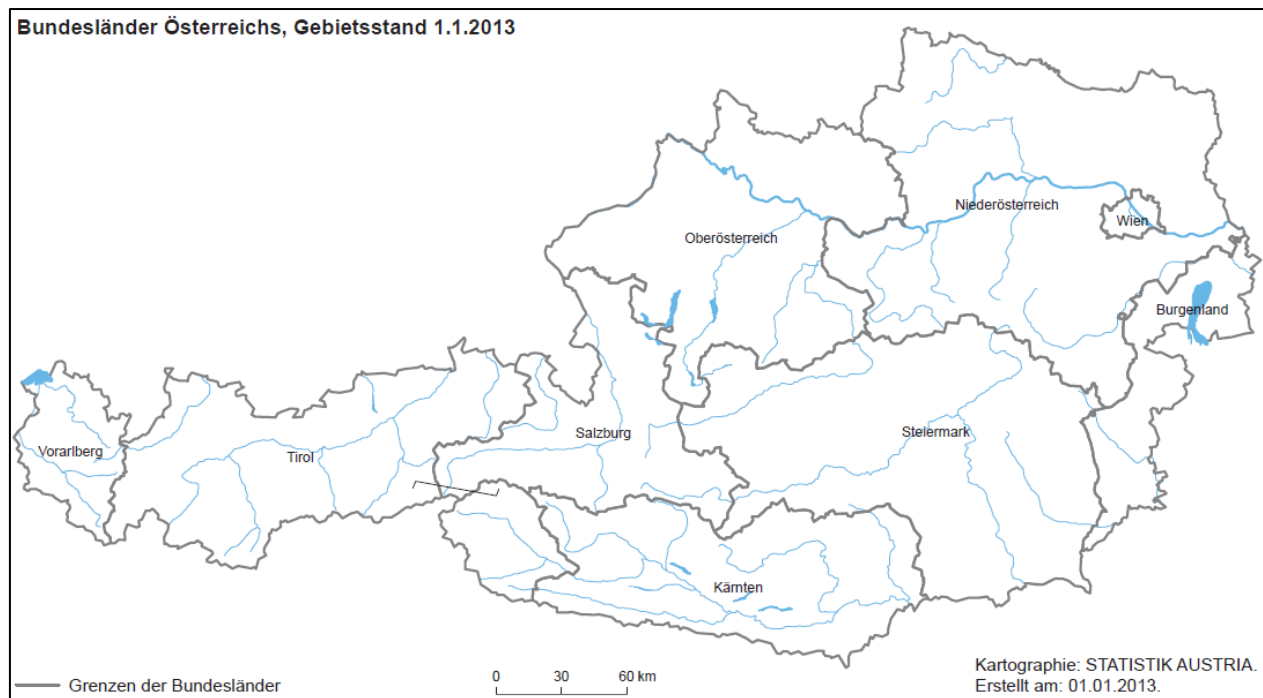 Bundesländer Österreichs, Gebietsstand 1.1.2013
Niederösterreich
Wien
Oberösterreich
Burgenland
Salzburg
Steiermark
Vorarlberg
Tirol
Kärnten
Grenzen der Bundesländer
0 30 60 km
Kartographie: STATISTIK AUSTRIA.
Erstellt am: 01.01.2013.